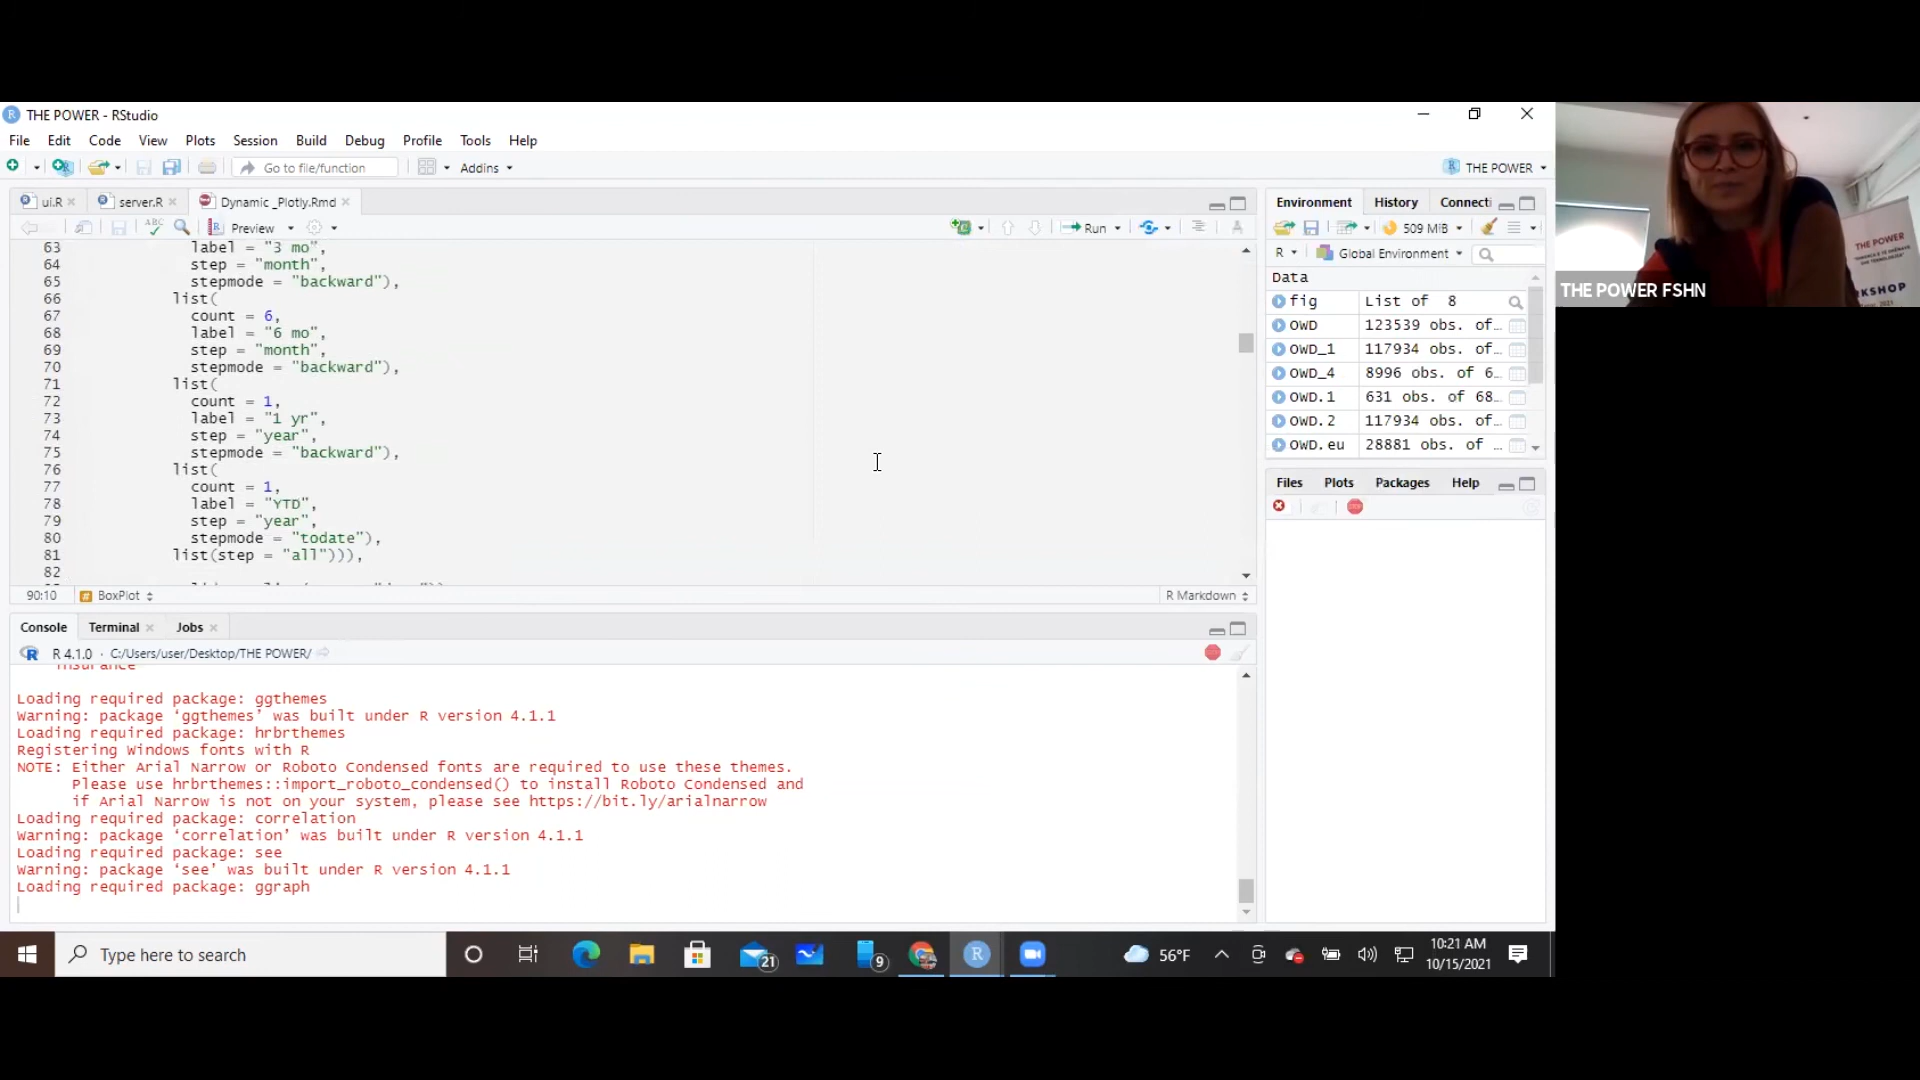 THE POWER - RStudio
File Edit Code View Plots Session Build Debug Profile Tools Help
Go to file/function Addins THE POWER
ui.R server.R Dynamic _Plotly.Rmd
ABC Preview Run
63 label = "3 mo",
64 step = "month",
65 stepmode = "backward"),
66 list(
67 count = 6,
68 label = "6 mo",
69 step = "month",
70 stepmode = "backward"),
71 list(
72 count = 1,
73 label = "1 yr",
74 step = "year",
75 stepmode = "backward"),
76 list(
77 count = 1,
78 label = "YTD",
79 step = "year",
80 stepmode = "todate"),
81 list(step = "all"))),
82
90:10 BoxPlot R Markdown
Console Terminal Jobs
R 4.1.0 · C:/Users/user/Desktop/THE POWER/
insurance
Loading required package: ggthemes
Warning: package ‘ggthemes’ was built under R version 4.1.1
Loading required package: hrbrthemes
Registering Windows fonts with R
NOTE: Either Arial Narrow or Roboto Condensed fonts are required to use these themes.
Please use hrbrthemes::import_roboto_condensed() to install Roboto Condensed and
if Arial Narrow is not on your system, please see https://bit.ly/arialnarrow
Loading required package: correlation
Warning: package ‘correlation’ was built under R version 4.1.1
Loading required package: see
Warning: package ‘see’ was built under R version 4.1.1
Loading required package: ggraph
Environment History Connecti
509 MiB
R Global Environment
Data
fig List of 8
OWD 123539 obs. of…
OWD_1 117934 obs. of…
OWD_4 8996 obs. of 6…
OWD.1 631 obs. of 68…
OWD.2 117934 obs. of…
OWD.eu 28881 obs. of …
Files Plots Packages Help
THE POWER
KSHOP
THE POWER FSHN
Type here to search
21
9
56°F
10:21 AM
10/15/2021